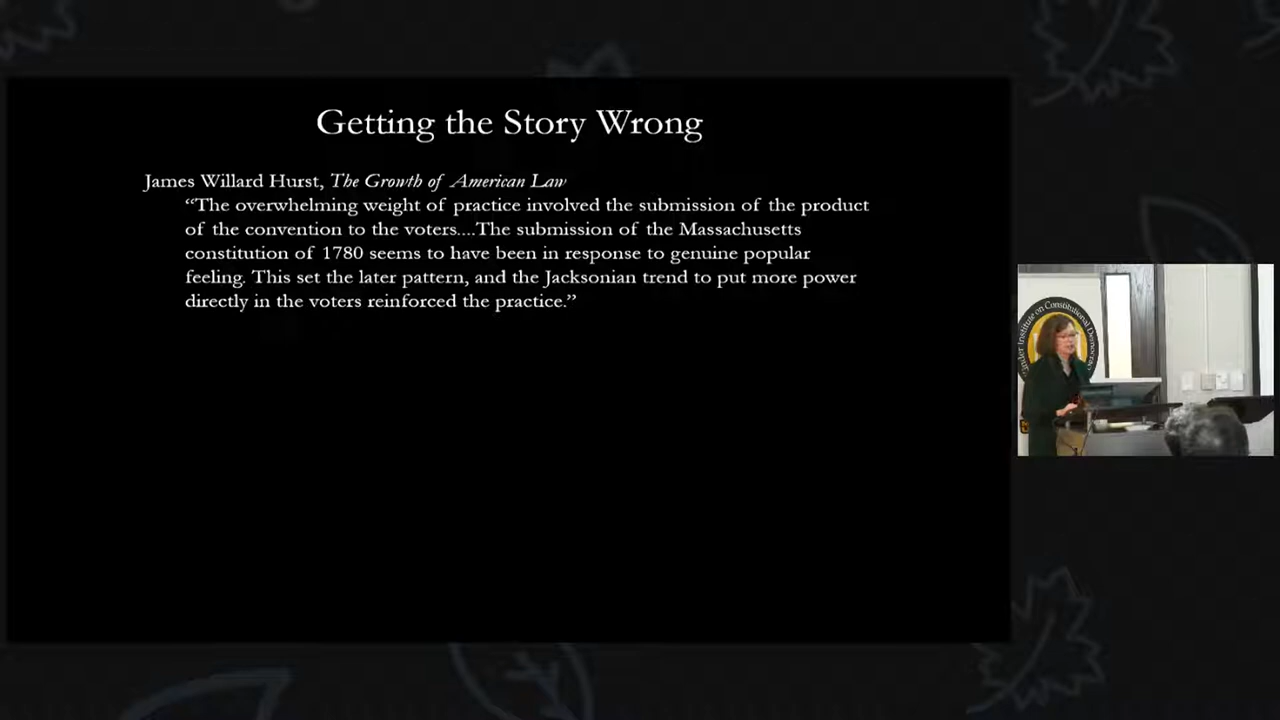 Getting the Story Wrong
James Willard Hurst, The Growth of American Law
“The overwhelming weight of practice involved the submission of the product
of the convention to the voters....The submission of the Massachusetts
constitution of 1780 seems to have been in response to genuine popular
feeling. This set the later pattern, and the Jacksonian trend to put more power
directly in the voters reinforced the practice.”
Institute on Constitutional